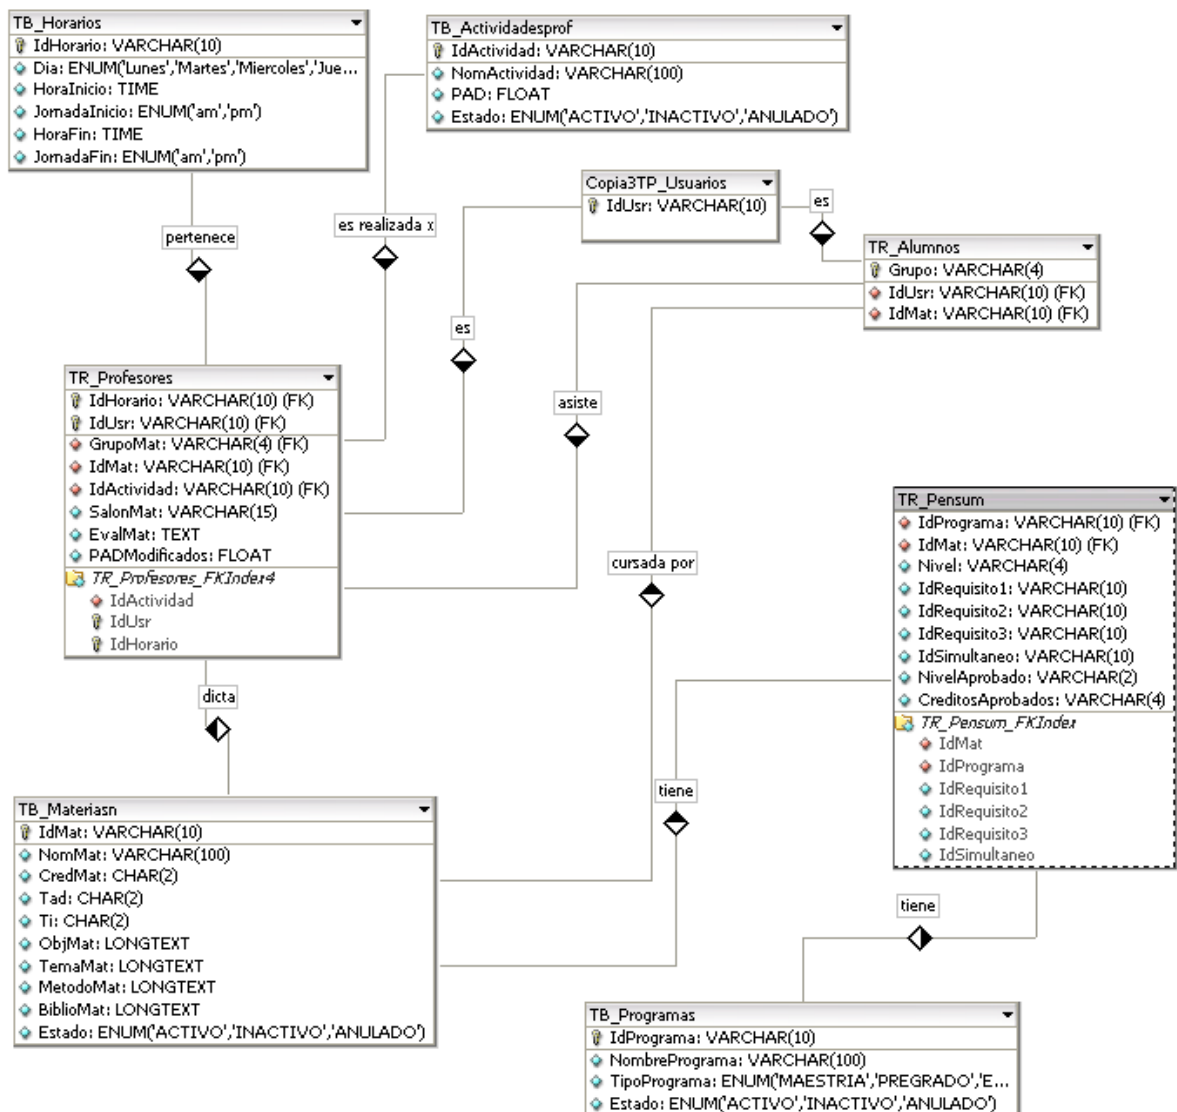 TB_Horarios
IdHorario: VARCHAR(10)
Dia: ENUM('Lunes','Martes','Miercoles','Jue...
HoraInicio: TIME
JornadaInicio: ENUM('am','pm')
HoraFin: TIME
JornadaFin: ENUM('am','pm')
TB_Actividadesprof
IdActividad: VARCHAR(10)
NomActividad: VARCHAR(100)
PAD: FLOAT
Estado: ENUM('ACTIVO','INACTIVO','ANULADO')
Copia3TP_Usuarios
IdUsr: VARCHAR(10)
es
TR_Alumnos
Grupo: VARCHAR(4)
IdUsr: VARCHAR(10) (FK)
IdMat: VARCHAR(10) (FK)
pertenece
es realizada x
es
asiste
TR_Profesores
IdHorario: VARCHAR(10) (FK)
IdUsr: VARCHAR(10) (FK)
GrupoMat: VARCHAR(4) (FK)
IdMat: VARCHAR(10) (FK)
IdActividad: VARCHAR(10) (FK)
SalonMat: VARCHAR(15)
EvalMat: TEXT
PADModificados: FLOAT
TR_Profesores_FKIndex4
IdActividad
IdUsr
IdHorario
cursada por
TR_Pensum
IdPrograma: VARCHAR(10) (FK)
IdMat: VARCHAR(10) (FK)
Nivel: VARCHAR(4)
IdRequisito1: VARCHAR(10)
IdRequisito2: VARCHAR(10)
IdRequisito3: VARCHAR(10)
IdSimultaneo: VARCHAR(10)
NivelAprobado: VARCHAR(2)
CreditosAprobados: VARCHAR(4)
TR_Pensum_FKIndex
IdMat
IdPrograma
IdRequisito1
IdRequisito2
IdRequisito3
IdSimultaneo
dicta
tiene
TB_Materiasn
IdMat: VARCHAR(10)
NomMat: VARCHAR(100)
CredMat: CHAR(2)
Tad: CHAR(2)
Ti: CHAR(2)
ObjMat: LONGTEXT
TemaMat: LONGTEXT
MetodoMat: LONGTEXT
BiblioMat: LONGTEXT
Estado: ENUM('ACTIVO','INACTIVO','ANULADO')
tiene
TB_Programas
IdPrograma: VARCHAR(10)
NombrePrograma: VARCHAR(100)
TipoPrograma: ENUM('MAESTRIA','PREGRADO','E...
Estado: ENUM('ACTIVO','INACTIVO','ANULADO')